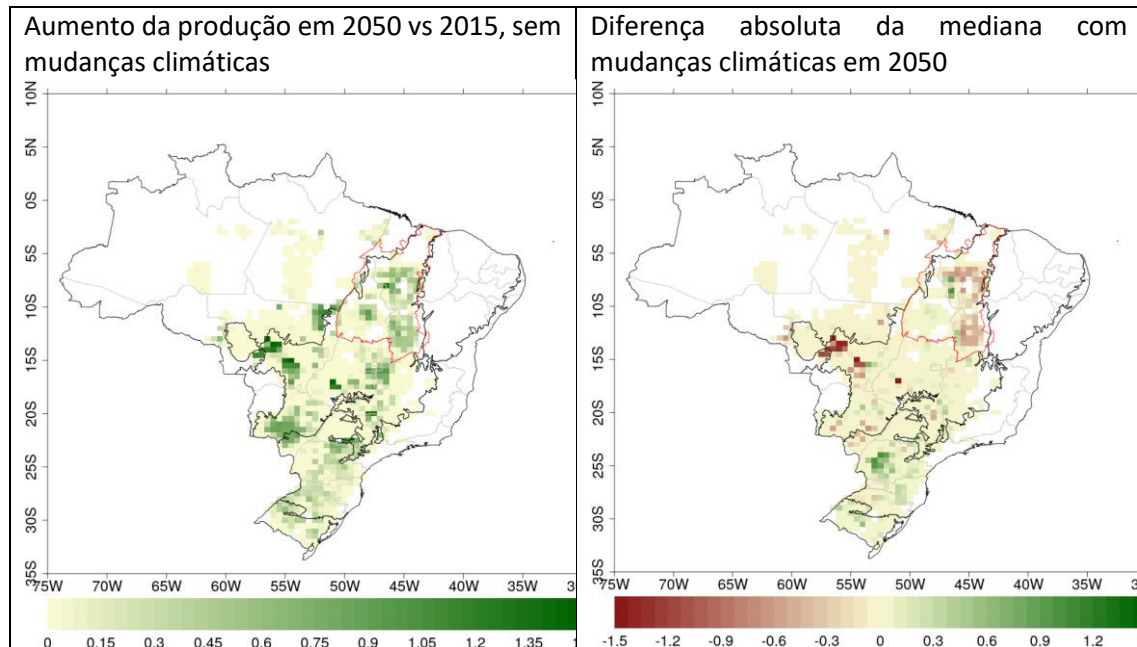 Aumento da produção em 2050 vs 2015, sem
mudanças climáticas
Diferença absoluta da mediana com
mudanças climáticas em 2050
10N
5N
0S
5S
10S
15S
20S
25S
30S
35S
75W 70W 65W 60W 55W 50W 45W 40W 35W
0 0.15 0.3 0.45 0.6 0.75 0.9 1.05 1.2 1.35
10N
5N
0S
5S
10S
15S
20S
25S
30S
35S
75W 70W 65W 60W 55W 50W 45W 40W 35W
-1.5 -1.2 -0.9 -0.6 -0.3 0 0.3 0.6 0.9 1.2